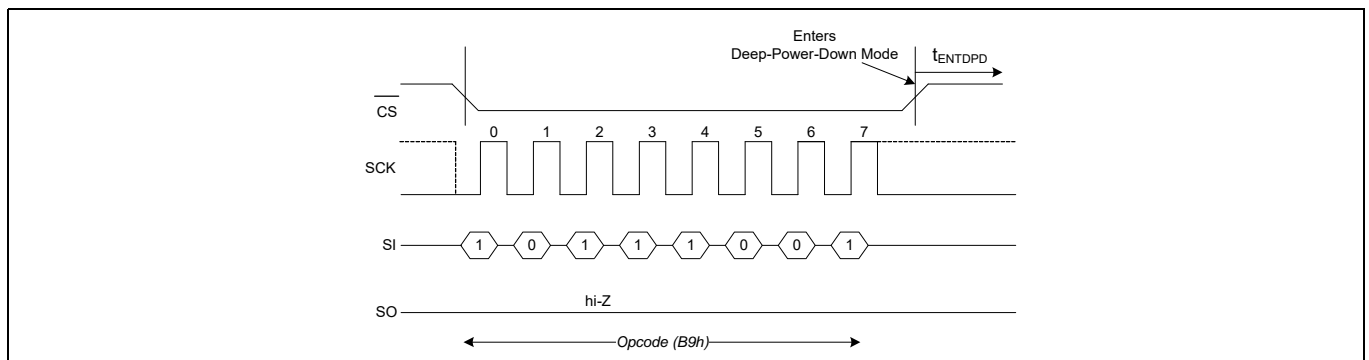 Enters
Deep-Power-Down Mode
tENTDPD
CS
0 1 2 3 4 5 6 7
SCK
SI 1 0 1 1 1 0 0 1
hi-Z
SO
Opcode (B9h)